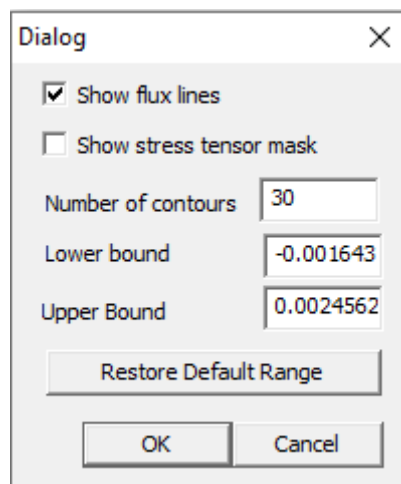 Dialog
Show flux lines
Show stress tensor mask
Number of contours 30
Lower bound -0.001643
Upper Bound 0.0024562
Restore Default Range
OK Cancel